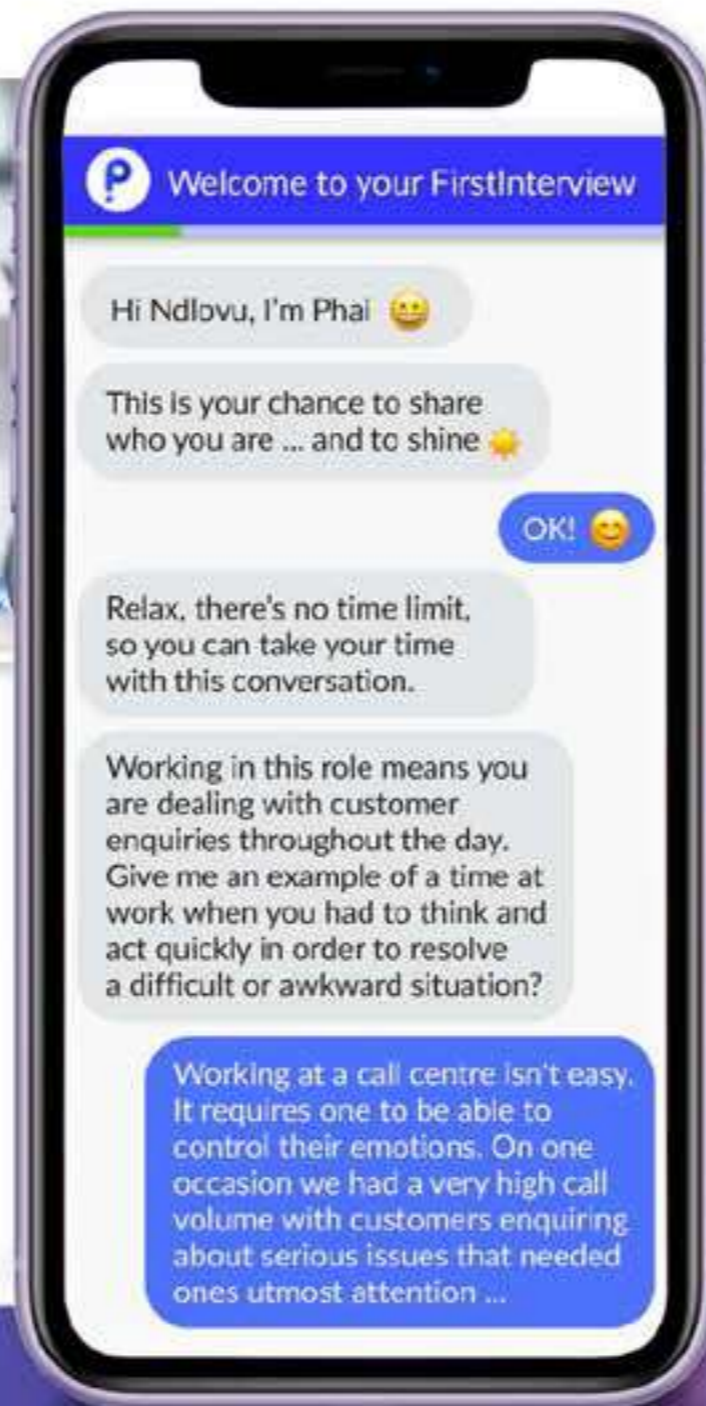 Welcome to your FirstInterview
Hi Ndlovu, I'm Phai 😀
This is your chance to share
who you are ... and to shine ☀️
OK! 😊
Relax, there's no time limit,
so you can take your time
with this conversation.
Working in this role means you
are dealing with customer
enquiries throughout the day.
Give me an example of a time at
work when you had to think and
act quickly in order to resolve
a difficult or awkward situation?
Working at a call centre isn't easy.
It requires one to be able to
control their emotions. On one
occasion we had a very high call
volume with customers enquiring
about serious issues that needed
ones utmost attention ...